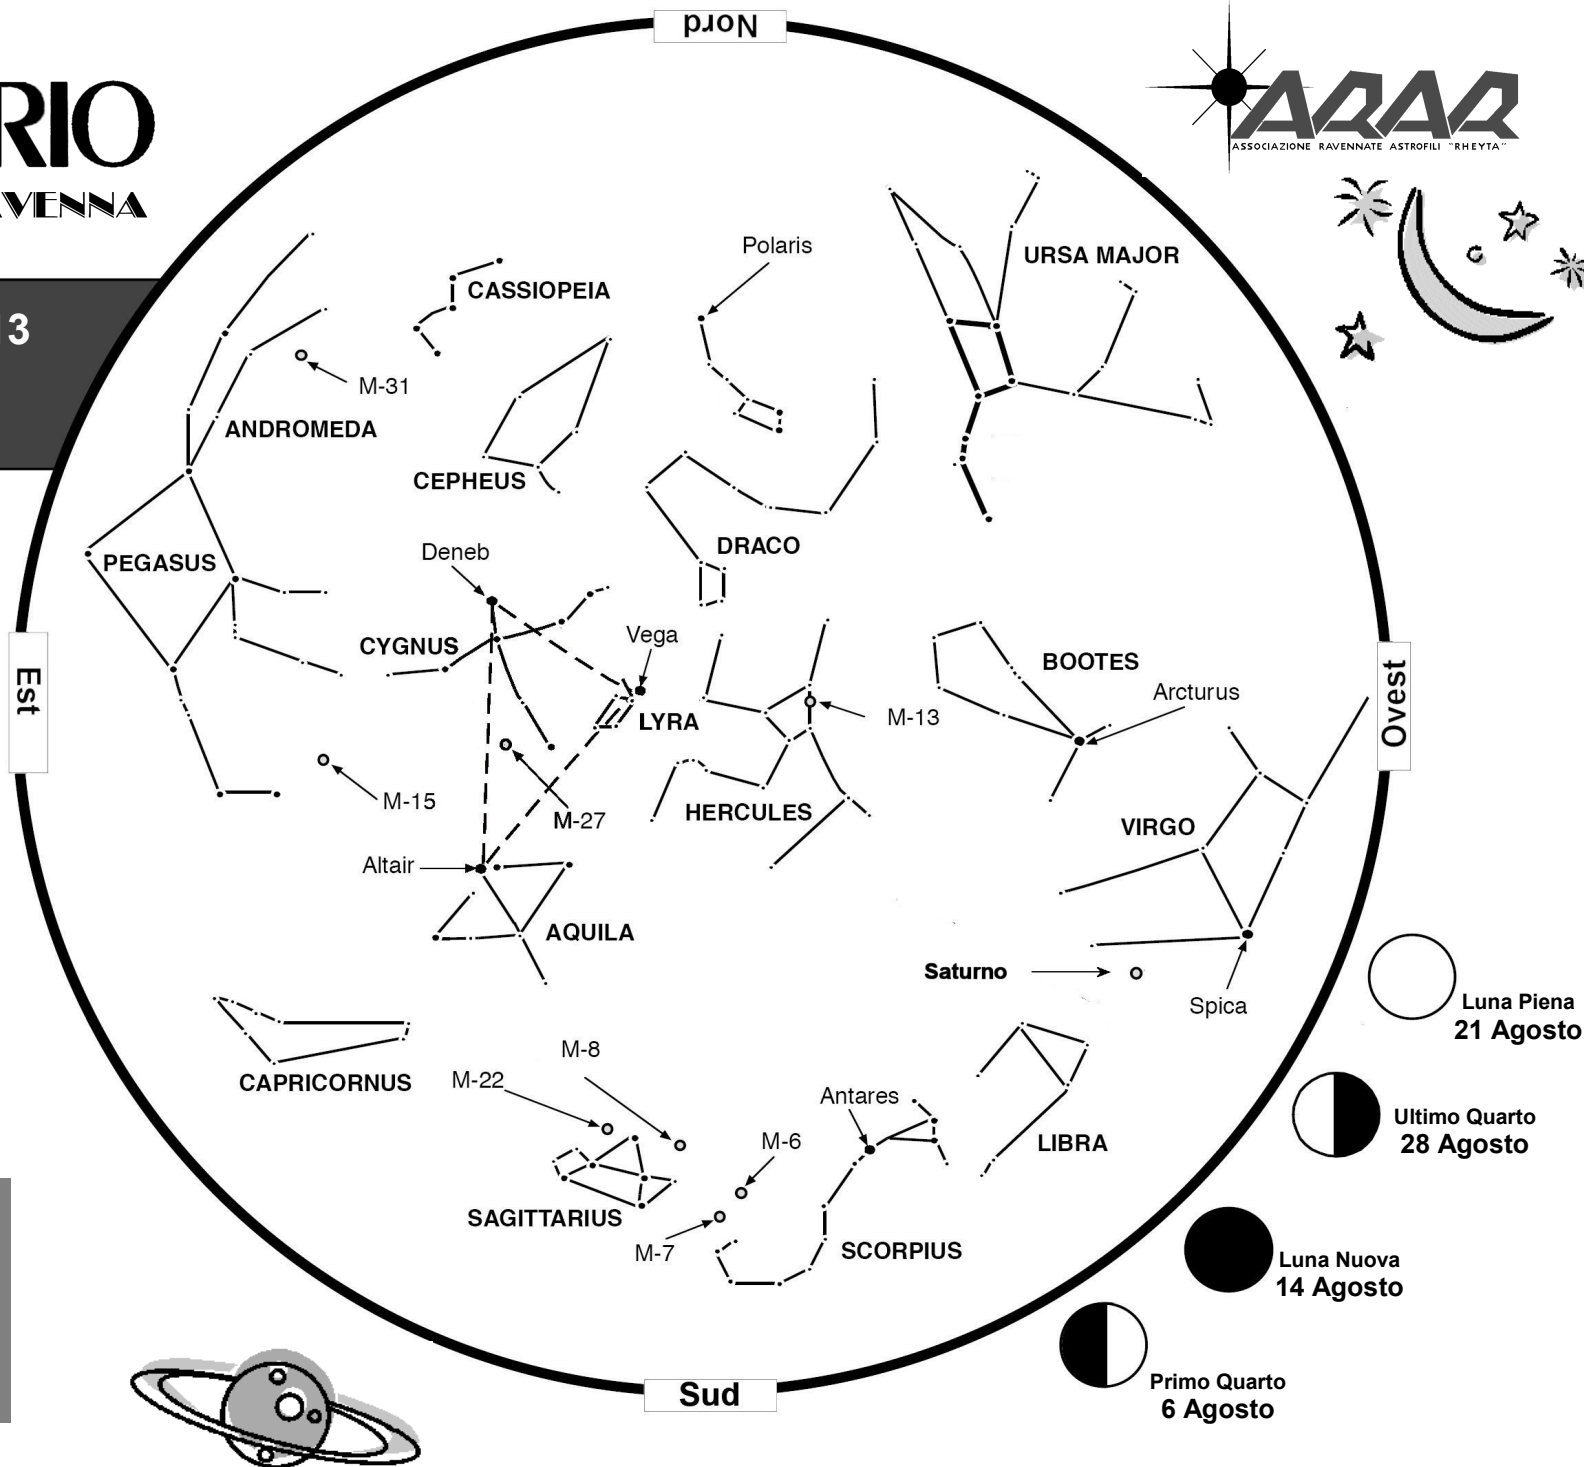 Nord
RIO
AVENNA
ARAR
ASSOCIAZIONE RAVENNATE ASTROFILI "RHEYTA"
13
Polaris
URSA MAJOR
CASSIOPEIA
M-31
ANDROMEDA
CEPHEUS
DRACO
Deneb
PEGASUS
CYGNUS
Vega
LYRA
BOOTES
Arcturus
M-13
Est
Ovest
M-15
M-27
HERCULES
VIRGO
Altair
AQUILA
Saturno
Spica
Luna Piena
21 Agosto
CAPRICORNUS
M-8
M-22
Antares
M-6
LIBRA
Ultimo Quarto
28 Agosto
SAGITTARIUS
M-7
SCORPIUS
Luna Nuova
14 Agosto
Sud
Primo Quarto
6 Agosto